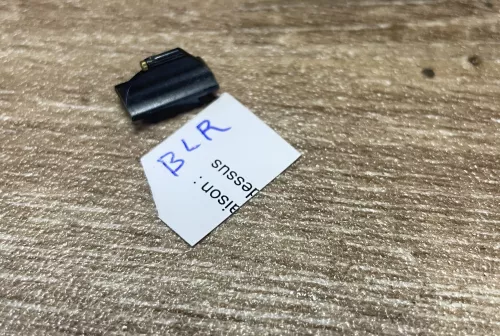 BLR
aison :
dessus